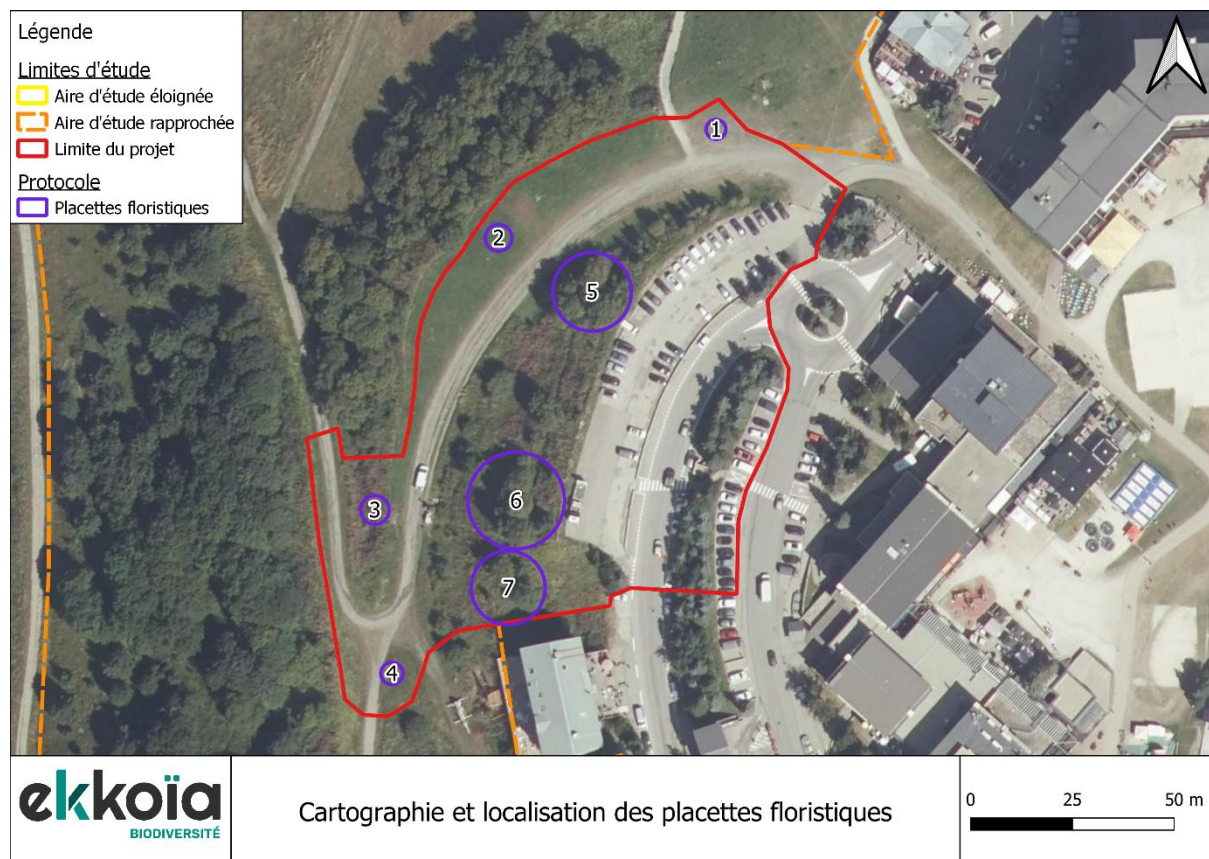 Légende
Limites d'étude
Aire d'étude éloignée
Aire d'étude rapprochée
Limite du projet
Protocole
Placettes floristiques
1
2
5
3
6
7
4
ekkoïa
BIODIVERSITÉ
Cartographie et localisation des placettes floristiques
0 25 50 m